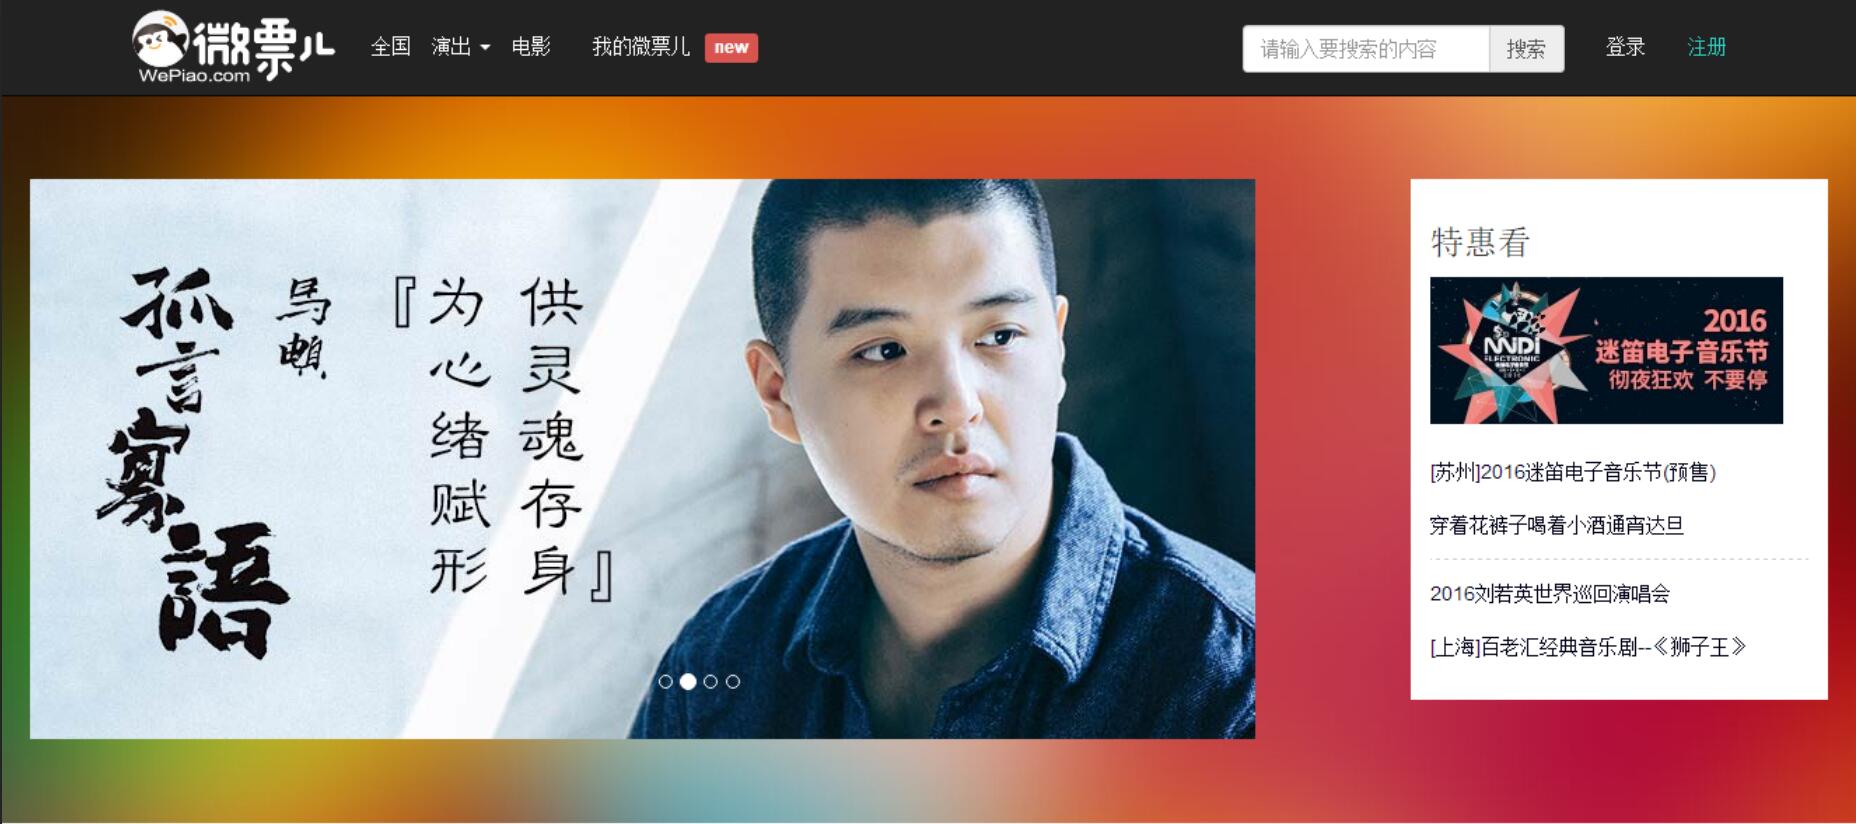 微票儿
WePiao.com
全国
演出
电影
我的微票儿
new
请输入要搜索的内容
搜索
登录
注册
孤言寡語
馬頔
『为心绪赋形
供灵魂存身』
特惠看
MIDI
ELECTRONIC
2016
迷笛电子音乐节
彻夜狂欢 不要停
[苏州]2016迷笛电子音乐节(预售)
穿着花裤子喝着小酒通宵达旦
2016刘若英世界巡回演唱会
[上海]百老汇经典音乐剧--《狮子王》